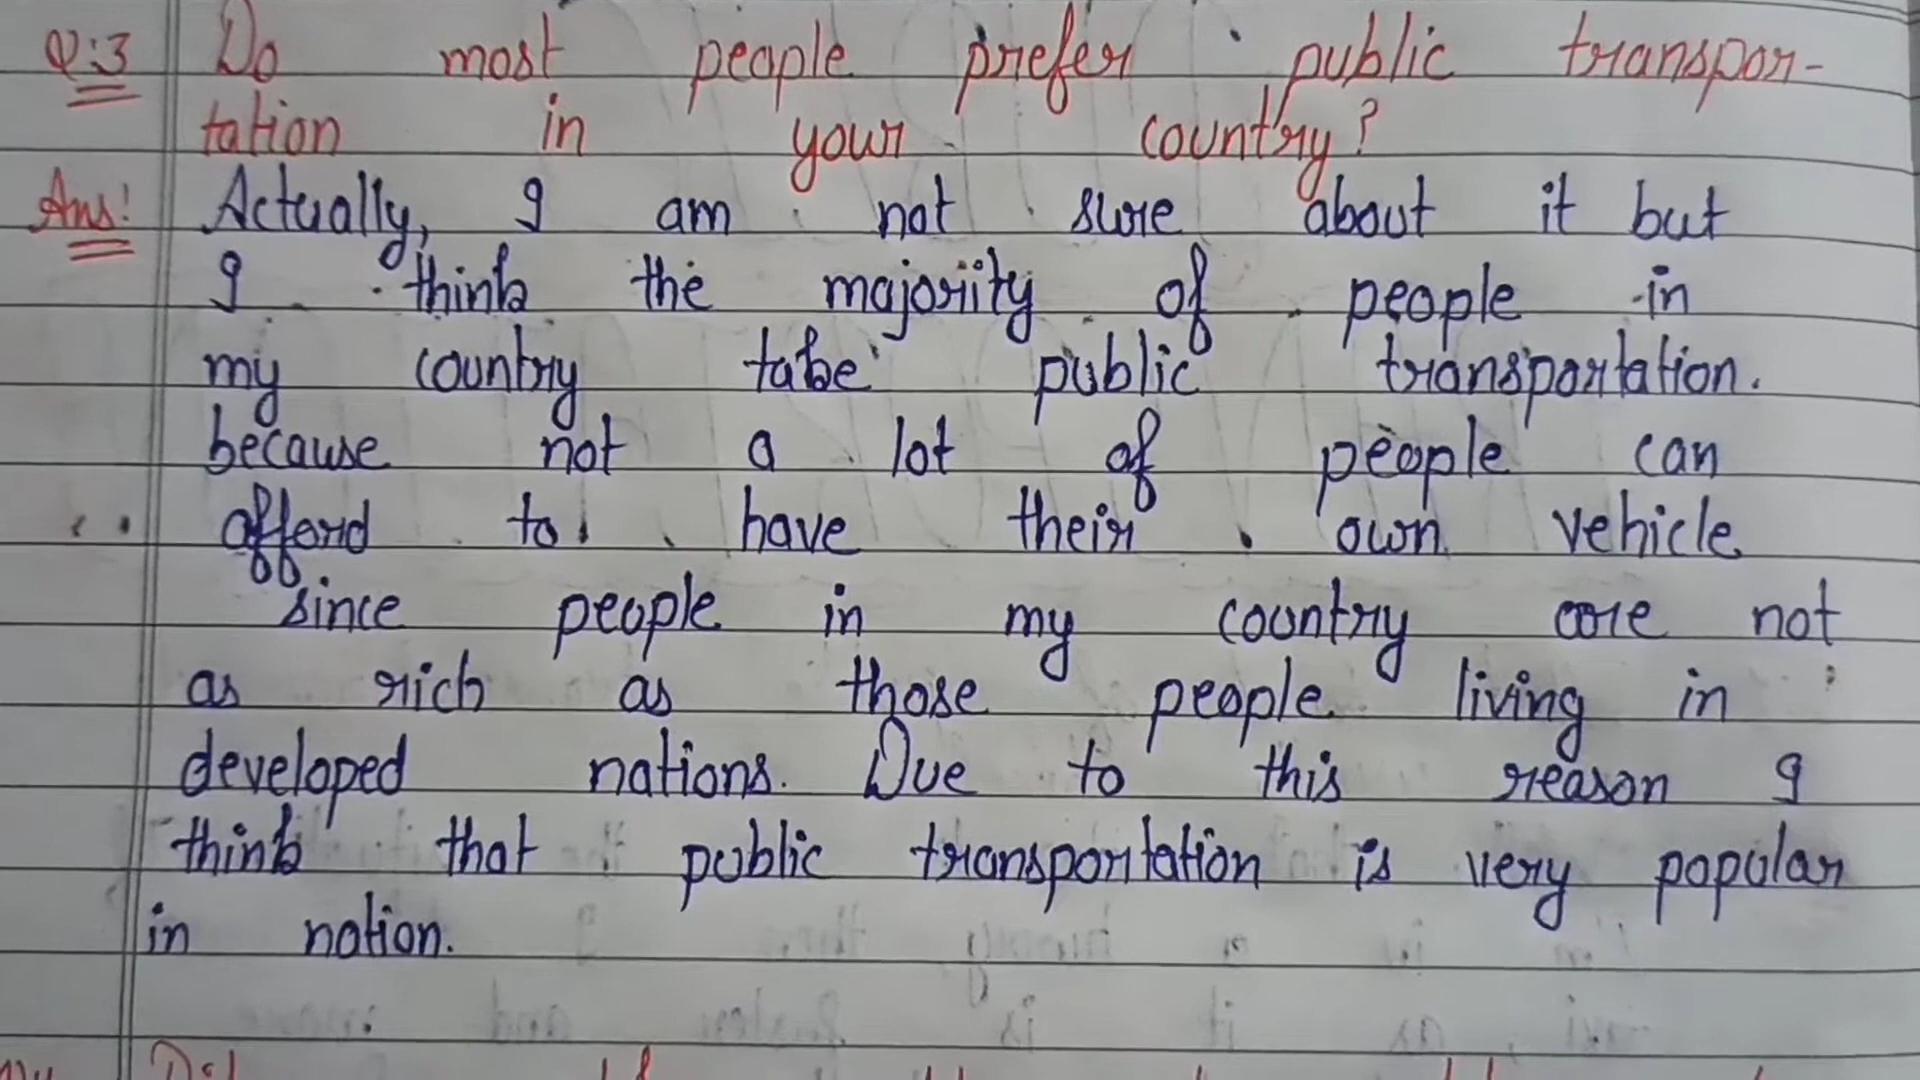 Q:3 Do most people prefer public transpor-
tation in your country?
Ans: Actually, I am not sure about it but
I think the majority of people in
my country take public transportation.
because not a lot of people can
afford to have their own vehicle
since people in my country are not
as rich as those people living in
developed nations. Due to this reason I
think that public transportation is very popular
in nation.